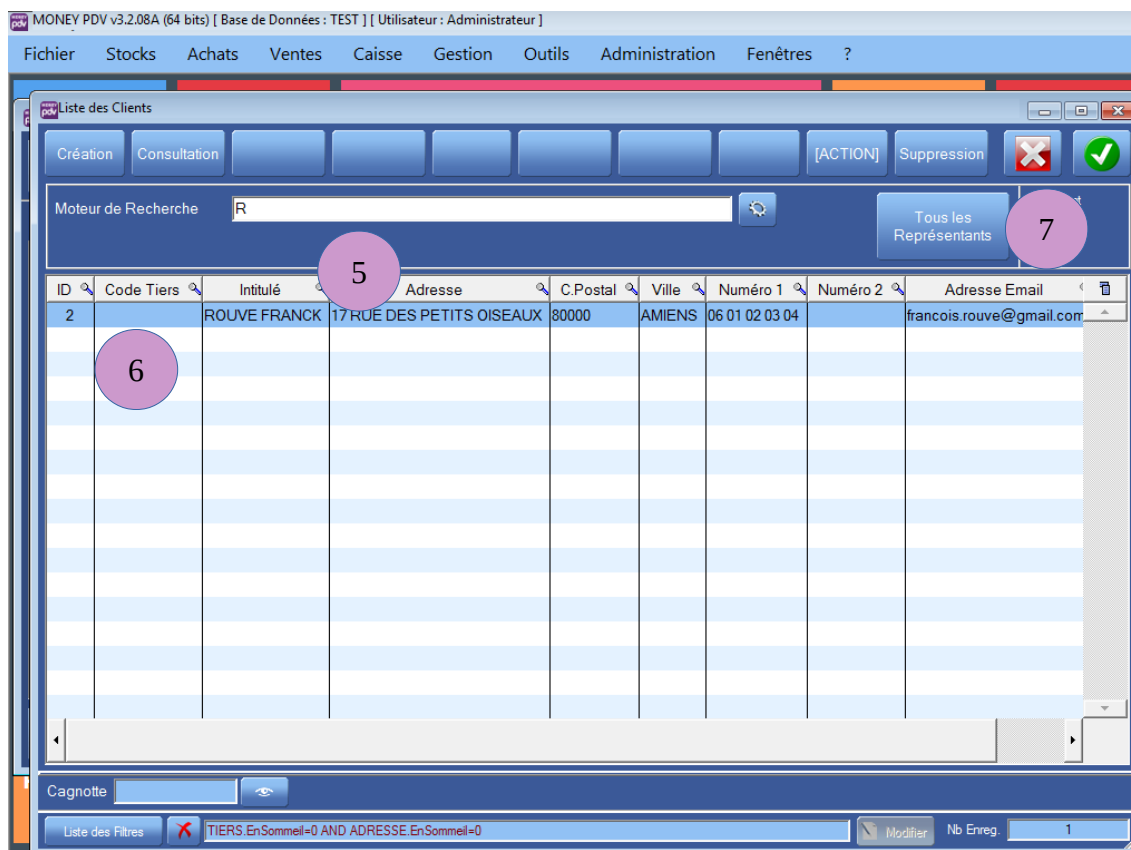 MONEY PDV v3.2.08A (64 bits) [ Base de Données : TEST ] [ Utilisateur : Administrateur ]
Fichier Stocks Achats Ventes Caisse Gestion Outils Administration Fenêtres ?
Liste des Clients
Création Consultation [ACTION] Suppression
Moteur de Recherche R
Tous les
Représentants
7
5
ID Code Tiers Intitulé Adresse C.Postal Ville Numéro 1 Numéro 2 Adresse Email
2 ROUVE FRANCK 17 RUE DES PETITS OISEAUX 80000 AMIENS 06 01 02 03 04 francois.rouve@gmail.com
6
Cagnotte
Liste des Filtres TIERS.EnSommeil=0 AND ADRESSE.EnSommeil=0 Modifier Nb Enreg. 1